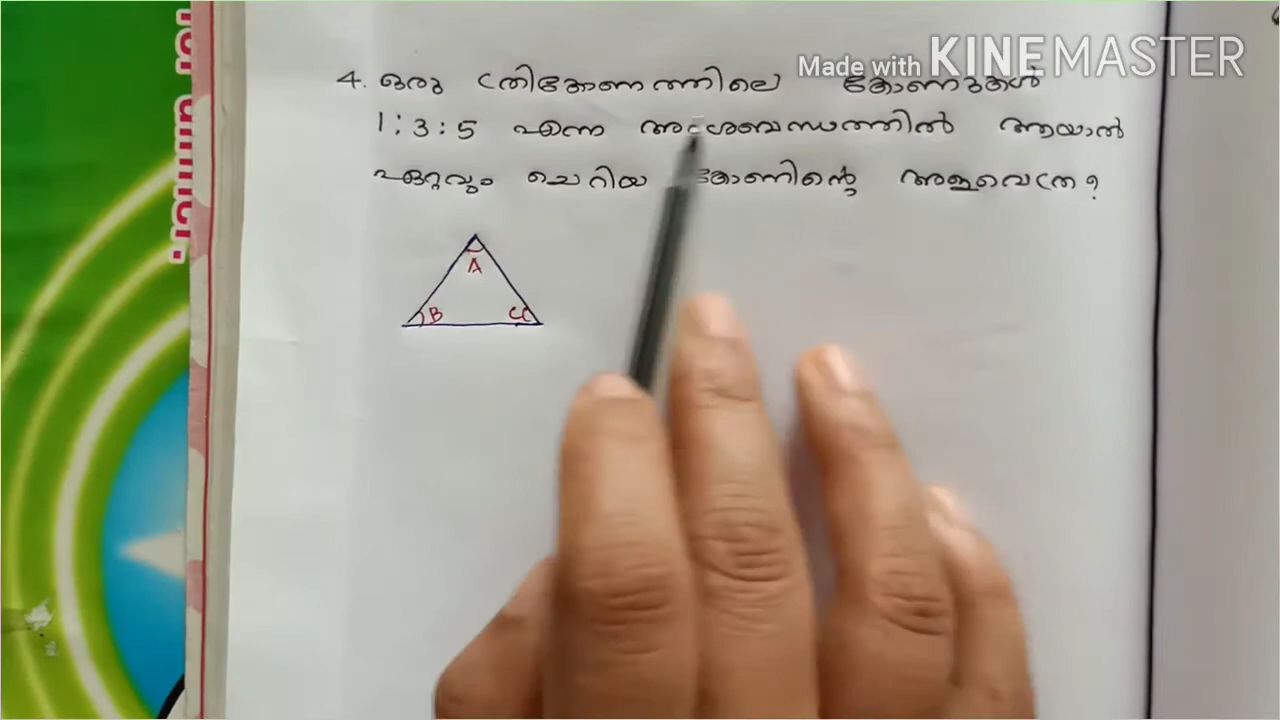 Made with KINEMASTER
4. ഒരു ത്രികോണത്തിലെ കോണുകൾ
1 : 3 : 5 എന്ന അംശബന്ധത്തിൽ ആയാൽ
ഏറ്റവും ചെറിയ കോണിന്റെ അളവെത്ര?
A
B C